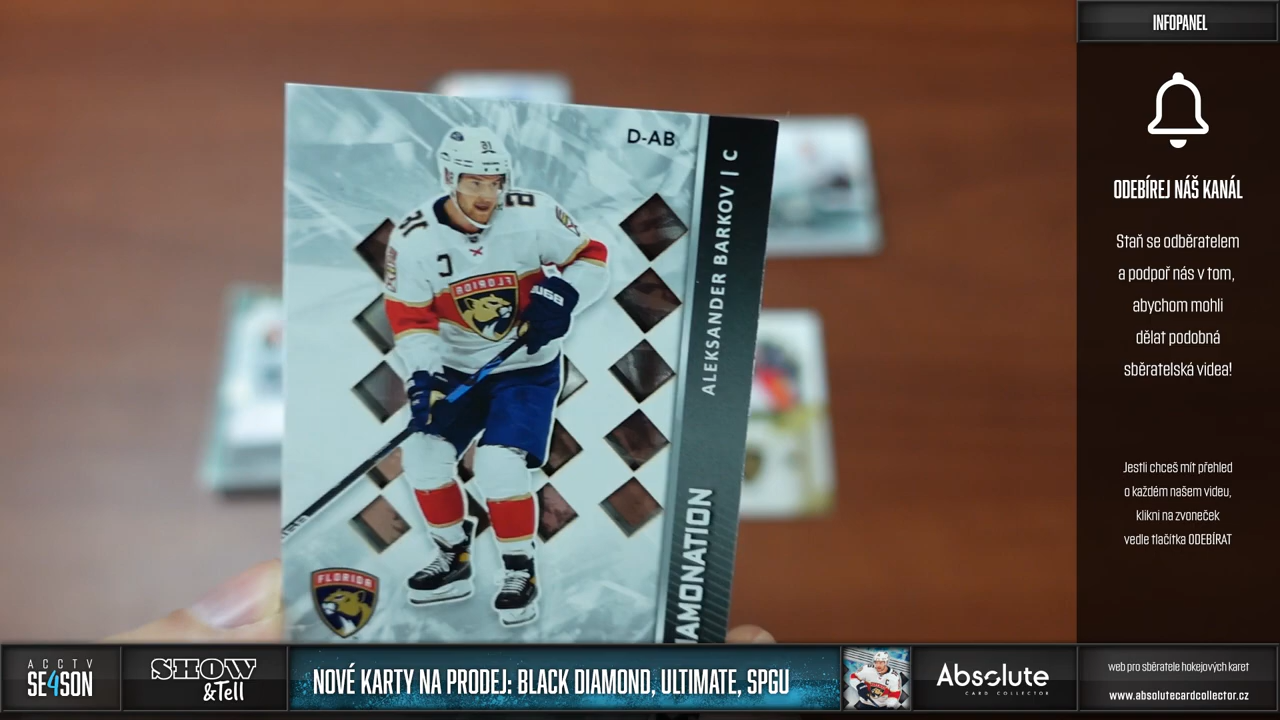 INFOPANEL
D-AB
ALEKSANDER BARKOV | C
FLORIDA
IAMONATION
FLORIDA
ODEBÍREJ NÁŠ KANÁL
Staň se odběratelem
a podpoř nás v tom,
abychom mohli
dělat podobná
sběratelská videa!
Jestli chceš mít přehled
o každém našem videu,
klikni na zvoneček
vedle tlačítka ODEBÍRAT
ACCTV
SE4SON
SHOW
&Tell
NOVÉ KARTY NA PRODEJ: BLACK DIAMOND, ULTIMATE, SPGU
Absolute
CARD COLLECTOR
web pro sběratele hokejových karet
www.absolutecardcollector.cz